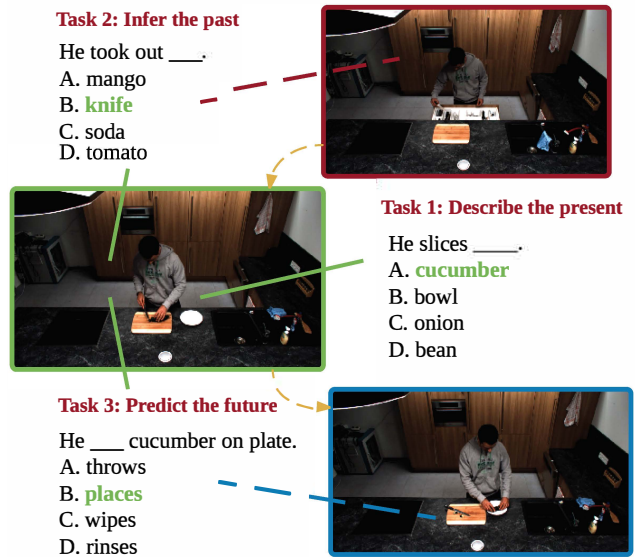 Task 2: Infer the past
He took out ___.
A. mango
B. knife
C. soda
D. tomato
Task 1: Describe the present
He slices ____.
A. cucumber
B. bowl
C. onion
D. bean
Task 3: Predict the future
He ___ cucumber on plate.
A. throws
B. places
C. wipes
D. rinses